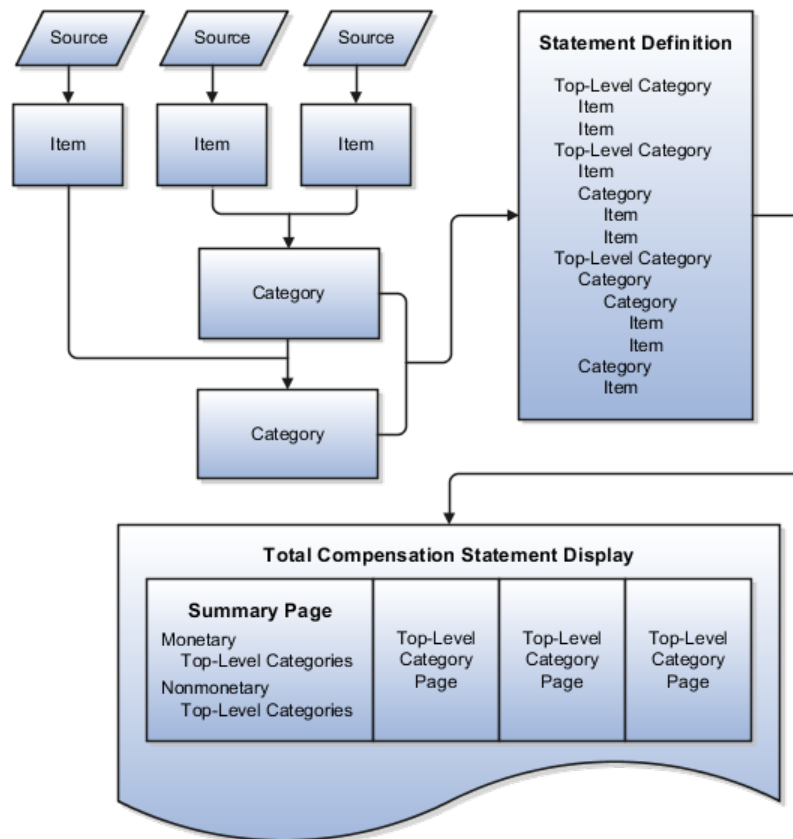 Source
Source
Source
Item
Item
Item
Category
Category
Statement Definition
Top-Level Category
Item
Item
Top-Level Category
Item
Category
Item
Item
Top-Level Category
Category
Category
Item
Item
Category
Item
Total Compensation Statement Display
Summary Page
Monetary
Top-Level Categories
Nonmonetary
Top-Level Categories
Top-Level
Category
Page
Top-Level
Category
Page
Top-Level
Category
Page